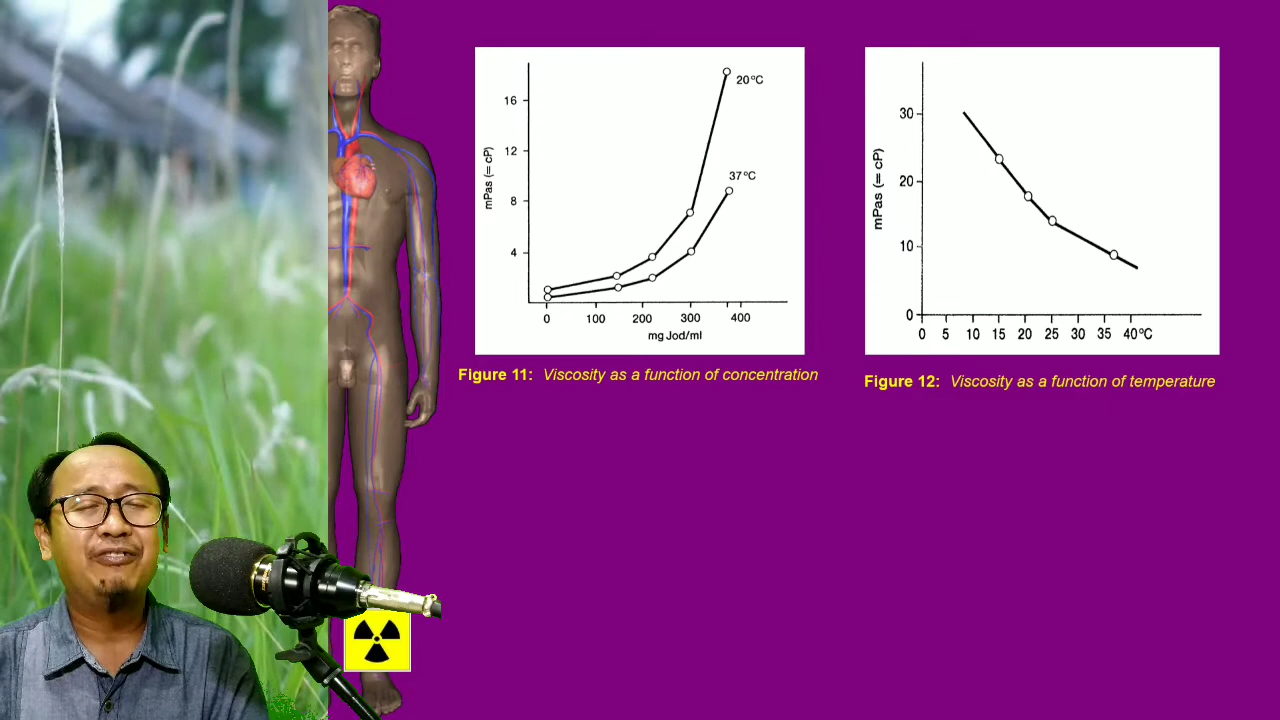 16
12
8
4
mPas (= cP)
20°C
37°C
0 100 200 300 400
mg Jod/ml
Figure 11: Viscosity as a function of concentration
30
20
10
0
mPas (= cP)
0 5 10 15 20 25 30 35 40°C
Figure 12: Viscosity as a function of temperature